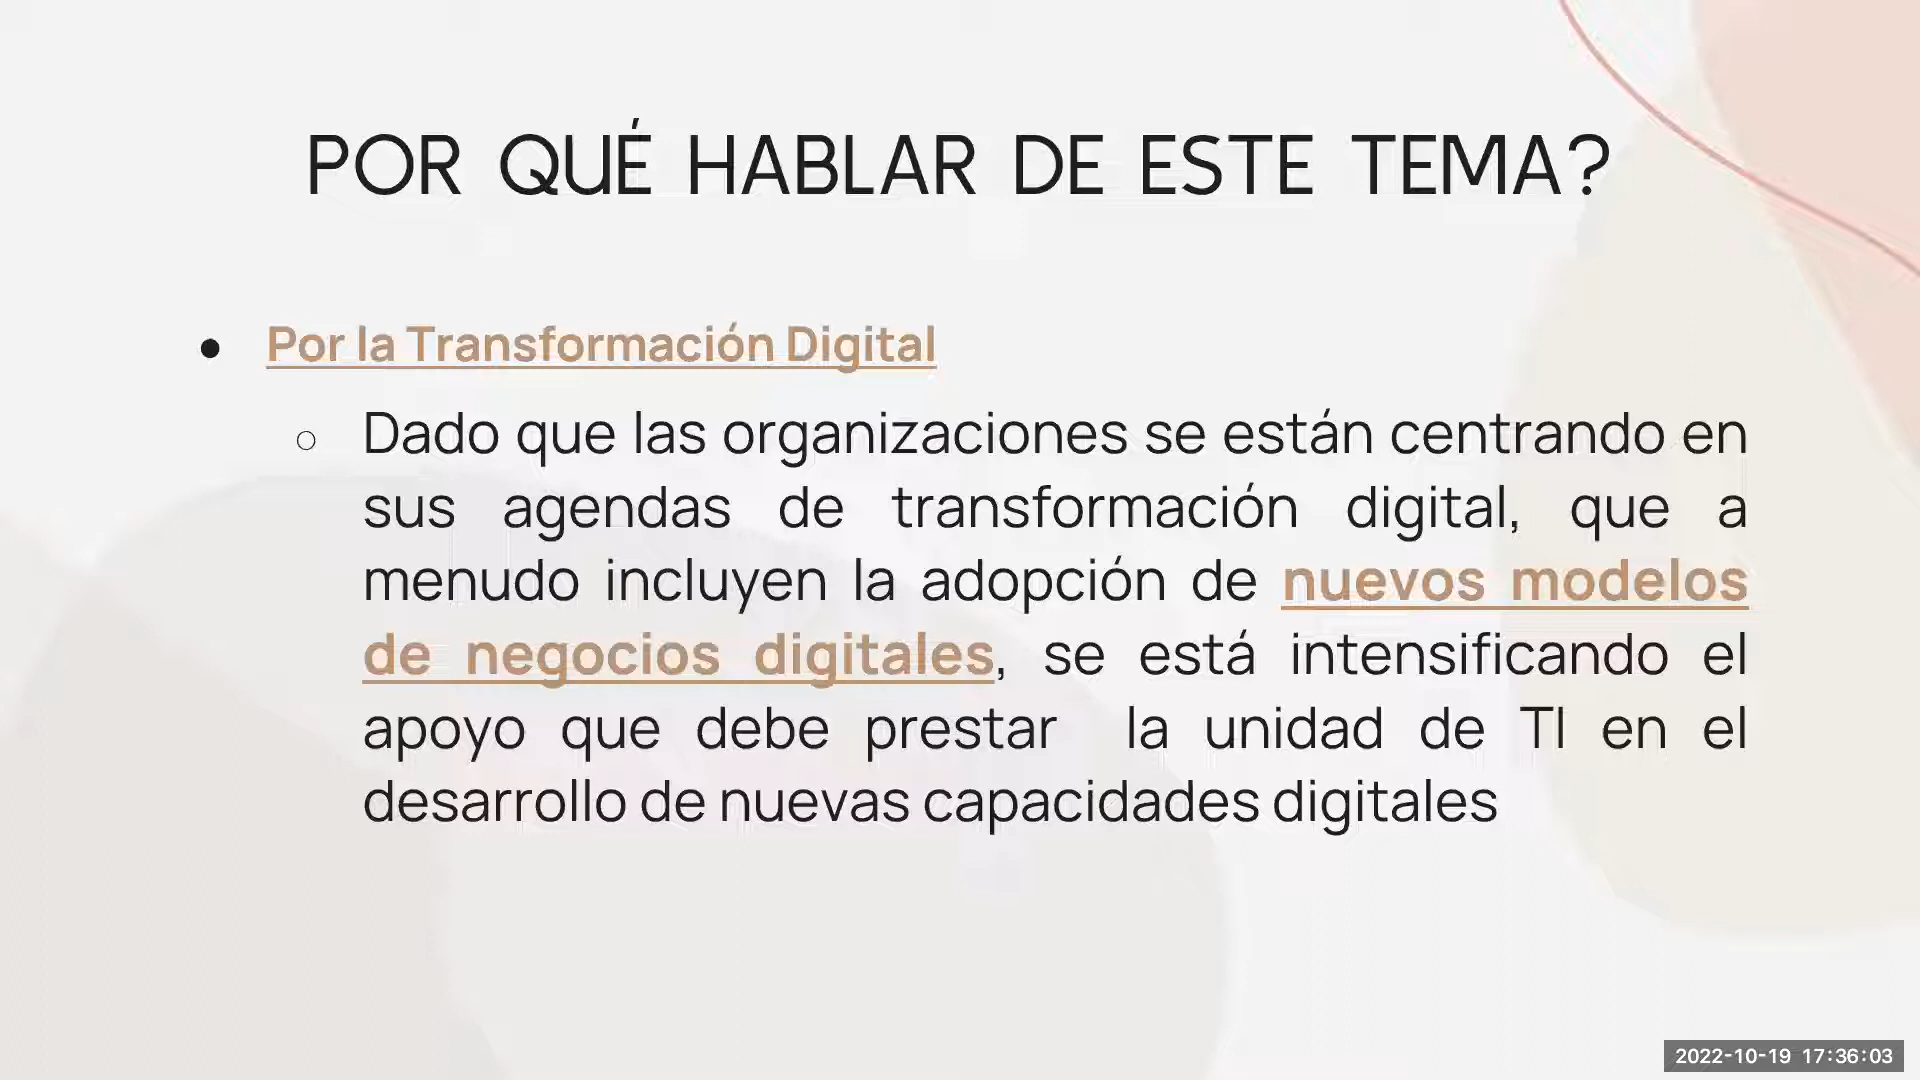 POR QUÉ HABLAR DE ESTE TEMA?
● Por la Transformación Digital
○ Dado que las organizaciones se están centrando en
sus agendas de transformación digital, que a
menudo incluyen la adopción de nuevos modelos
de negocios digitales, se está intensificando el
apoyo que debe prestar la unidad de TI en el
desarrollo de nuevas capacidades digitales
2022-10-19 17:36:03